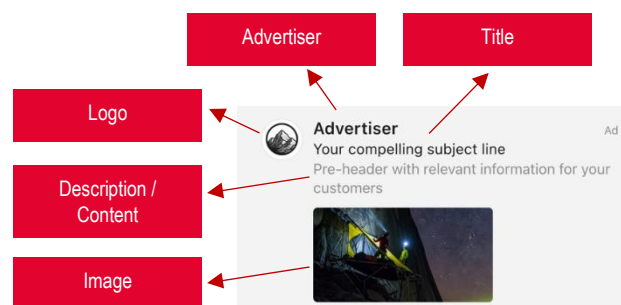 Advertiser
Title
Logo
Advertiser
Ad
Your compelling subject line
Pre-header with relevant information for your
customers
Description /
Content
Image